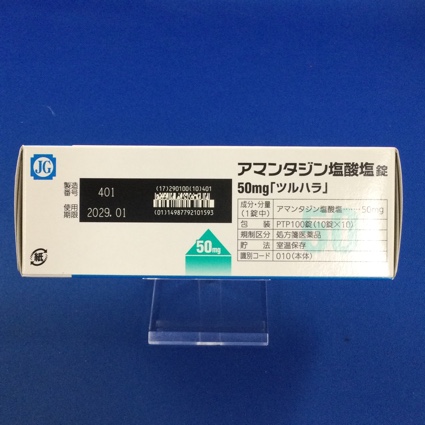 JG
製造番号 401
(17)290100(10)401
使用期限 2029.01
(01)14987792101593
50mg
紙
アマンタジン塩酸塩錠
50mg「ツルハラ」
成分・分量(1錠中) アマンタジン塩酸塩……50mg
包装 PTP100錠(10錠×10)
規制区分 処方箋医薬品
貯法 室温保存
識別コード 010(本体)
50